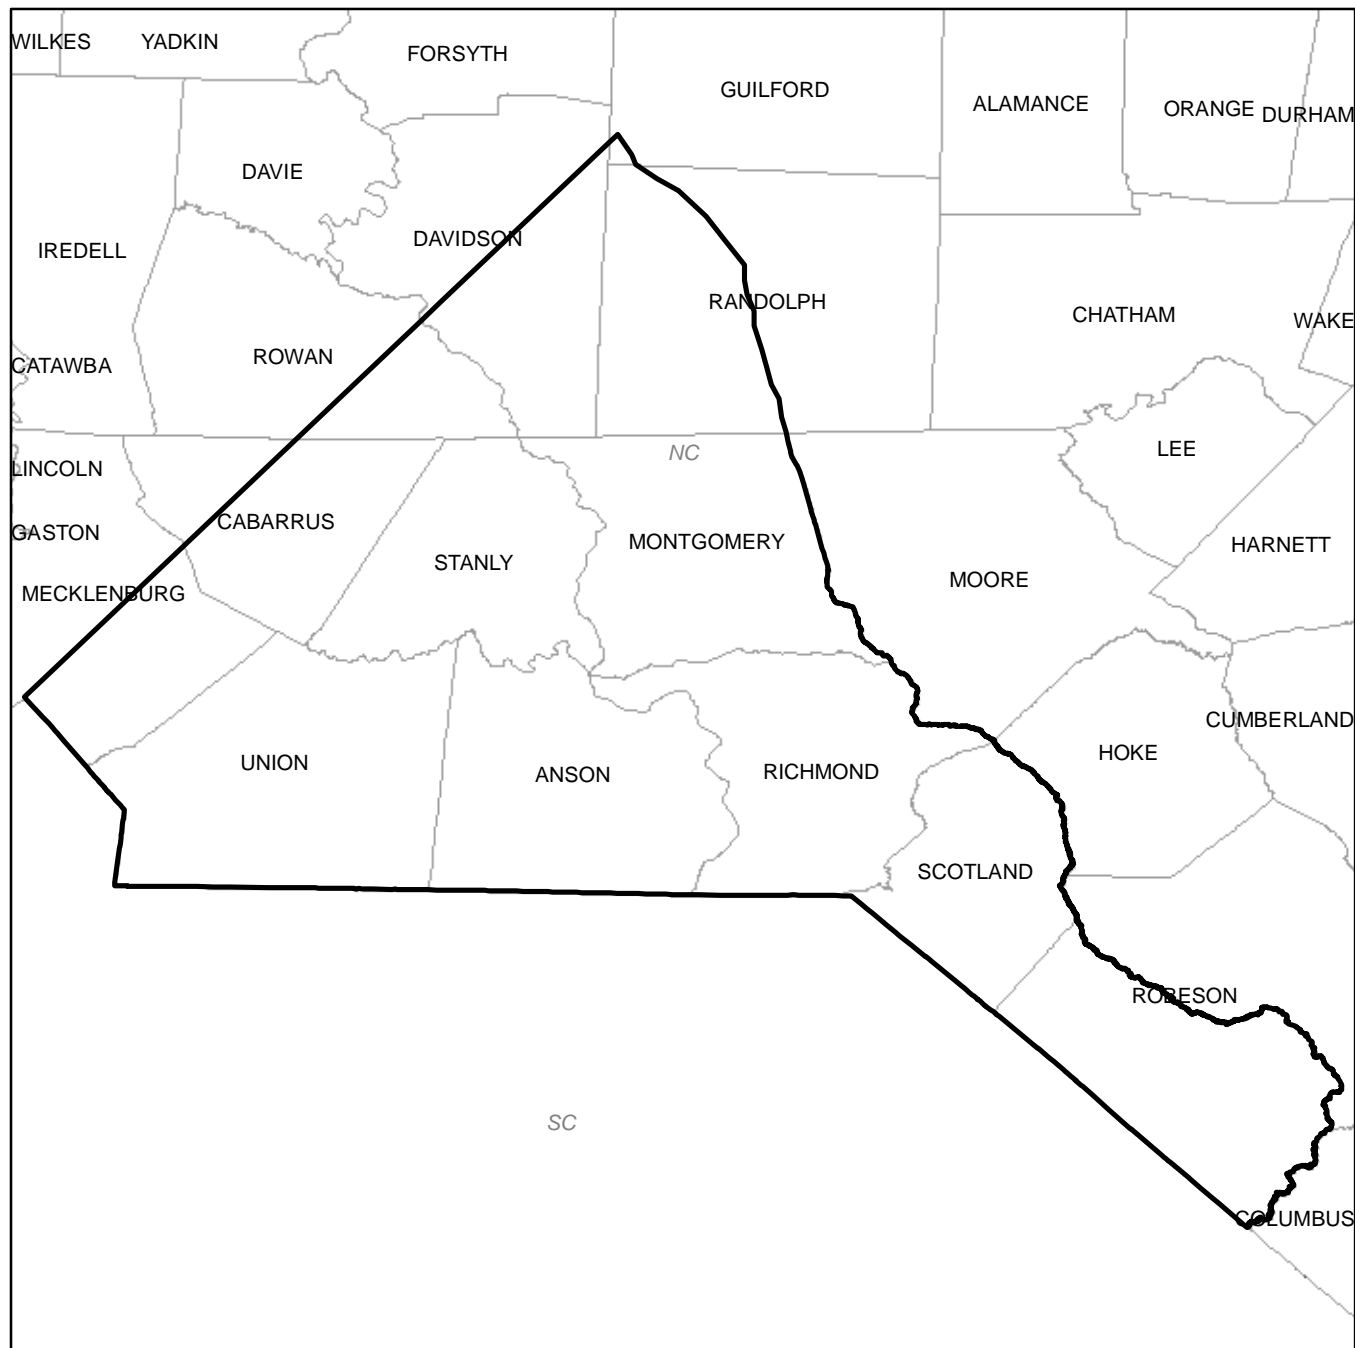 WILKES
YADKIN
FORSYTH
GUILFORD
ALAMANCE
ORANGE
DURHAM
DAVIE
IREDELL
DAVIDSON
RANDOLPH
CHATHAM
WAKE
CATAWBA
ROWAN
LINCOLN
NC
LEE
GASTON
CABARRUS
STANLY
MONTGOMERY
HARNETT
MECKLENBURG
MOORE
CUMBERLAND
UNION
ANSON
RICHMOND
HOKE
SCOTLAND
ROBESON
SC
COLUMBUS